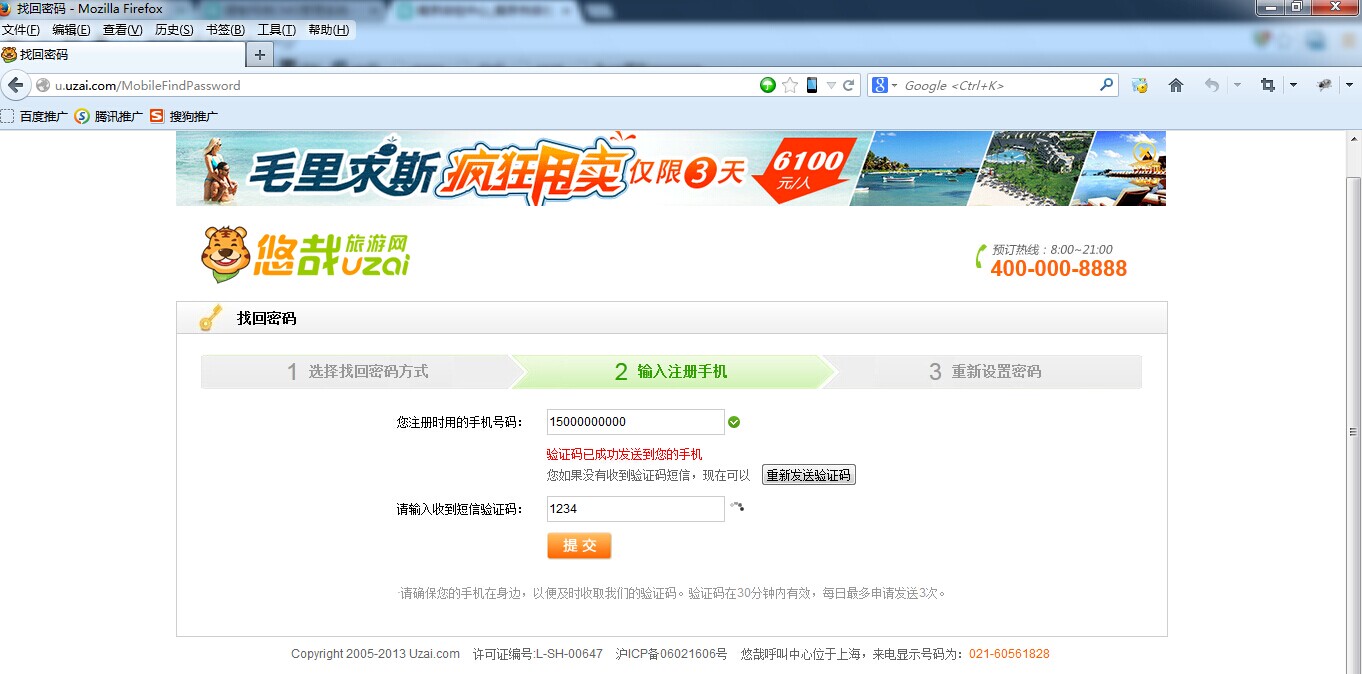 找回密码 - Mozilla Firefox
文件(F) 编辑(E) 查看(V) 历史(S) 书签(B) 工具(T) 帮助(H)
找回密码
u.uzai.com/MobileFindPassword
Google <Ctrl+K>
百度推广 腾讯推广 搜狗推广
毛里求斯 疯狂甩卖 仅限3天 6100
元/人
悠哉旅游网
uzai
预订热线:8:00~21:00
400-000-8888
找回密码
1 选择找回密码方式 2 输入注册手机 3 重新设置密码
您注册时用的手机号码: 15000000000
验证码已成功发送到您的手机
您如果没有收到验证码短信,现在可以 重新发送验证码
请输入收到短信验证码: 1234
提 交
·请确保您的手机在身边,以便及时收取我们的验证码。验证码在30分钟内有效,每日最多申请发送3次。
Copyright 2005-2013 Uzai.com 许可证编号:L-SH-00647 沪ICP备06021606号 悠哉呼叫中心位于上海,来电显示号码为:021-60561828